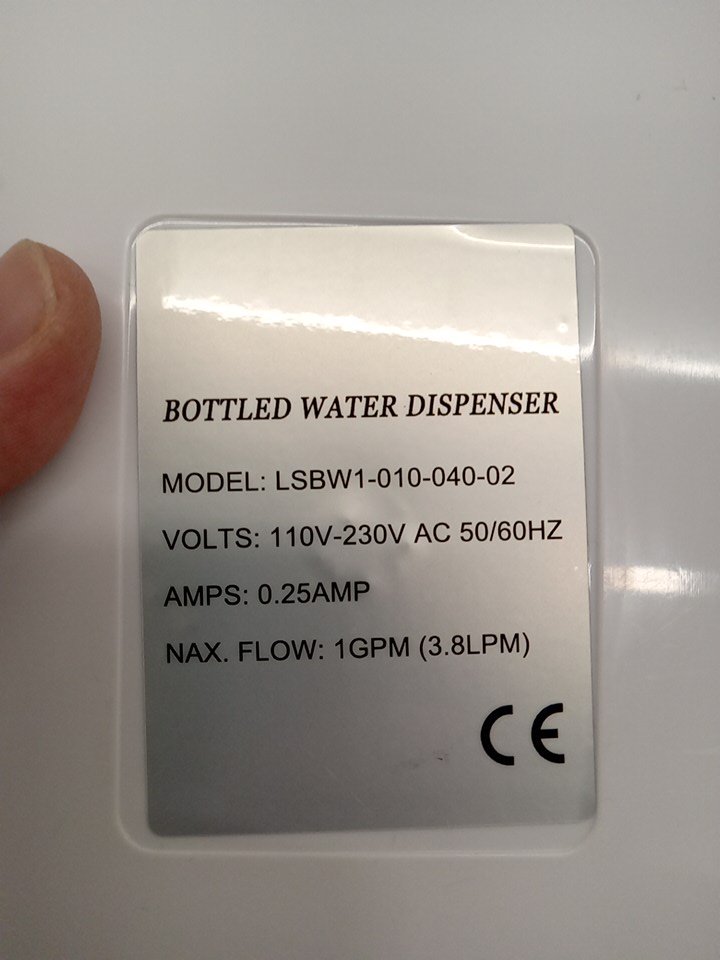 BOTTLED WATER DISPENSER
MODEL: LSBW1-010-040-02
VOLTS: 110V-230V AC 50/60HZ
AMPS: 0.25AMP
NAX. FLOW: 1GPM (3.8LPM)
CE